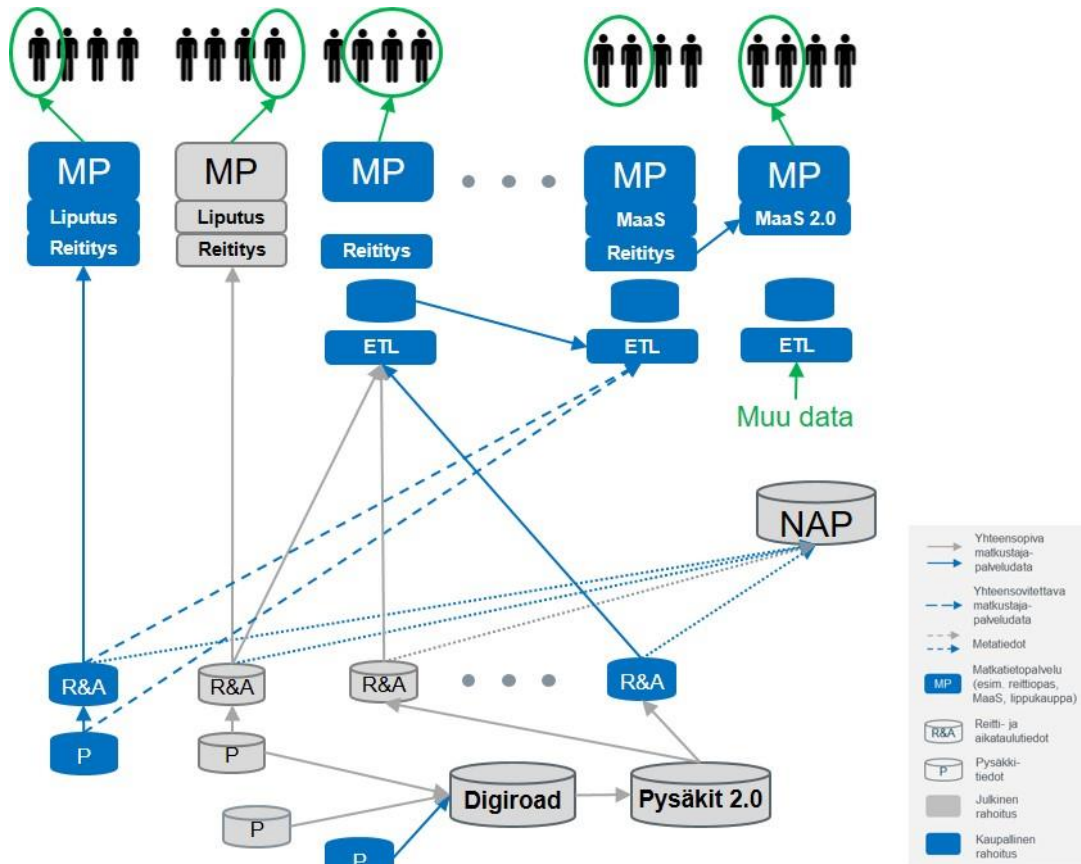 MP
MP
MP
MP
MP
Liputus
Liputus
MaaS
MaaS 2.0
Reititys
Reititys
Reititys
Reititys
ETL
ETL
ETL
Muu data
NAP
R&A
R&A
R&A
R&A
P
P
P
P
Digiroad
Pysäkit 2.0
Yhteensopiva
matkustaja-
palveludata
Yhteensovitettava
matkustaja-
palveludata
Metatiedot
MP
Matkatietopalvelu
(esim. reittiopas,
MaaS, lippukauppa)
R&A
Reitti- ja
aikataulutiedot
P
Pysäkki-
tiedot
Julkinen
rahoitus
Kaupallinen
rahoitus